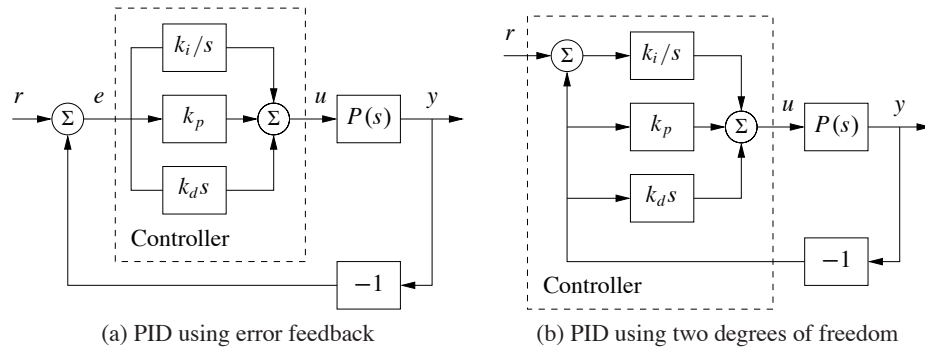 r
Σ
e
k_i/s
k_p
k_d s
Σ
u
P(s)
y
Controller
−1
(a) PID using error feedback
r
Σ
k_i/s
k_p
k_d s
Σ
u
P(s)
y
−1
Controller
(b) PID using two degrees of freedom